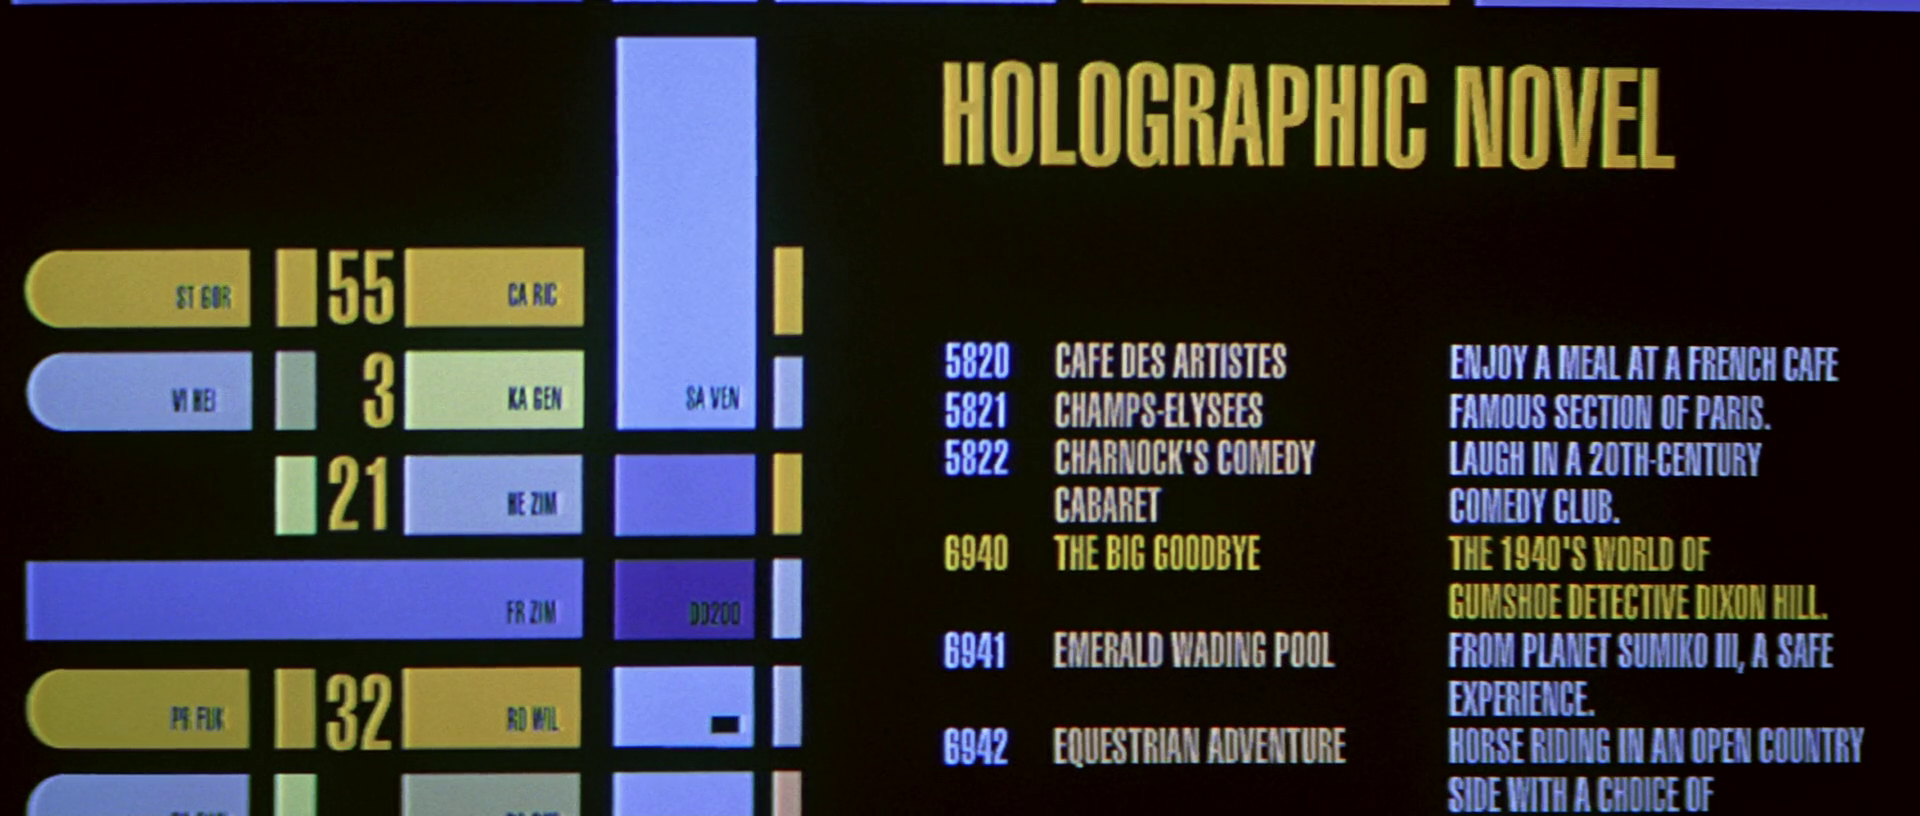 HOLOGRAPHIC NOVEL
ST GOR 55 CA RIC
3 KA GEN SA VEN
21 HE ZIM
FR ZIM DD200
32 RO WIL
5820 CAFE DES ARTISTES ENJOY A MEAL AT A FRENCH CAFE
5821 CHAMPS-ELYSEES FAMOUS SECTION OF PARIS.
5822 CHARNOCK'S COMEDY LAUGH IN A 20TH-CENTURY
CABARET COMEDY CLUB.
6940 THE BIG GOODBYE THE 1940'S WORLD OF
GUMSHOE DETECTIVE DIXON HILL.
6941 EMERALD WADING POOL FROM PLANET SUMIKO III, A SAFE
EXPERIENCE.
6942 EQUESTRIAN ADVENTURE HORSE RIDING IN AN OPEN COUNTRY
SIDE WITH A CHOICE OF